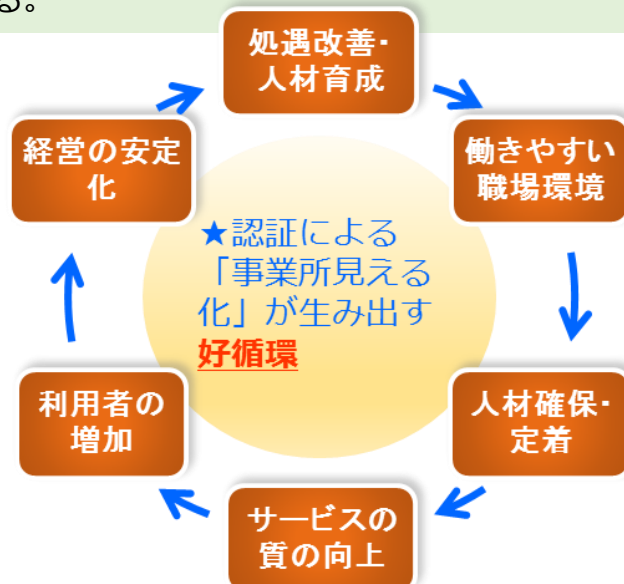 る。
処遇改善・
人材育成
働きやすい
職場環境
人材確保・
定着
サービスの
質の向上
利用者の
増加
経営の安定
化
★認証による
「事業所見える
化」が生み出す
好循環